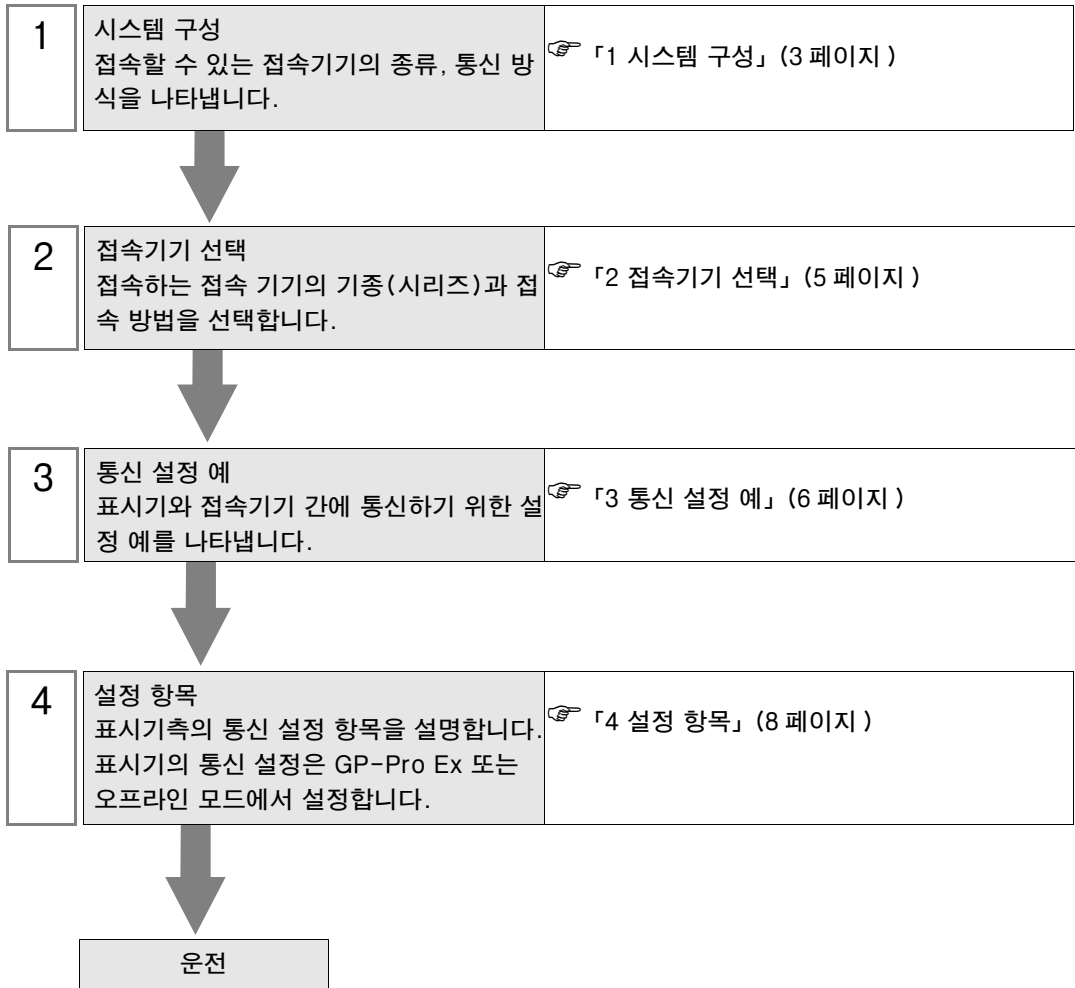 1
시스템 구성
접속할 수 있는 접속기기의 종류, 통신 방
식을 나타냅니다.
☞ 「1 시스템 구성」 (3 페이지 )
2
접속기기 선택
접속하는 접속 기기의 기종(시리즈)과 접
속 방법을 선택합니다.
☞ 「2 접속기기 선택」 (5 페이지 )
3
통신 설정 예
표시기와 접속기기 간에 통신하기 위한 설
정 예를 나타냅니다.
☞ 「3 통신 설정 예」 (6 페이지 )
4
설정 항목
표시기측의 통신 설정 항목을 설명합니다.
표시기의 통신 설정은 GP-Pro Ex 또는
오프라인 모드에서 설정합니다.
☞ 「4 설정 항목」 (8 페이지 )
운전